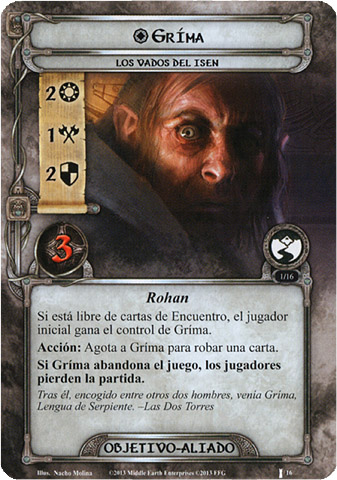 Gríma
LOS VADOS DEL ISEN
2
1
2
3
1/16
Rohan
Si está libre de cartas de Encuentro, el jugador
inicial gana el control de Gríma.
Acción: Agota a Gríma para robar una carta.
Si Gríma abandona el juego, los jugadores
pierden la partida.
Tras él, encogido entre otros dos hombres, venía Gríma,
Lengua de Serpiente. –Las Dos Torres
OBJETIVO-ALIADO
Illus. Nacho Molina ©2013 Middle Earth Enterprises ©2013 FFG 16